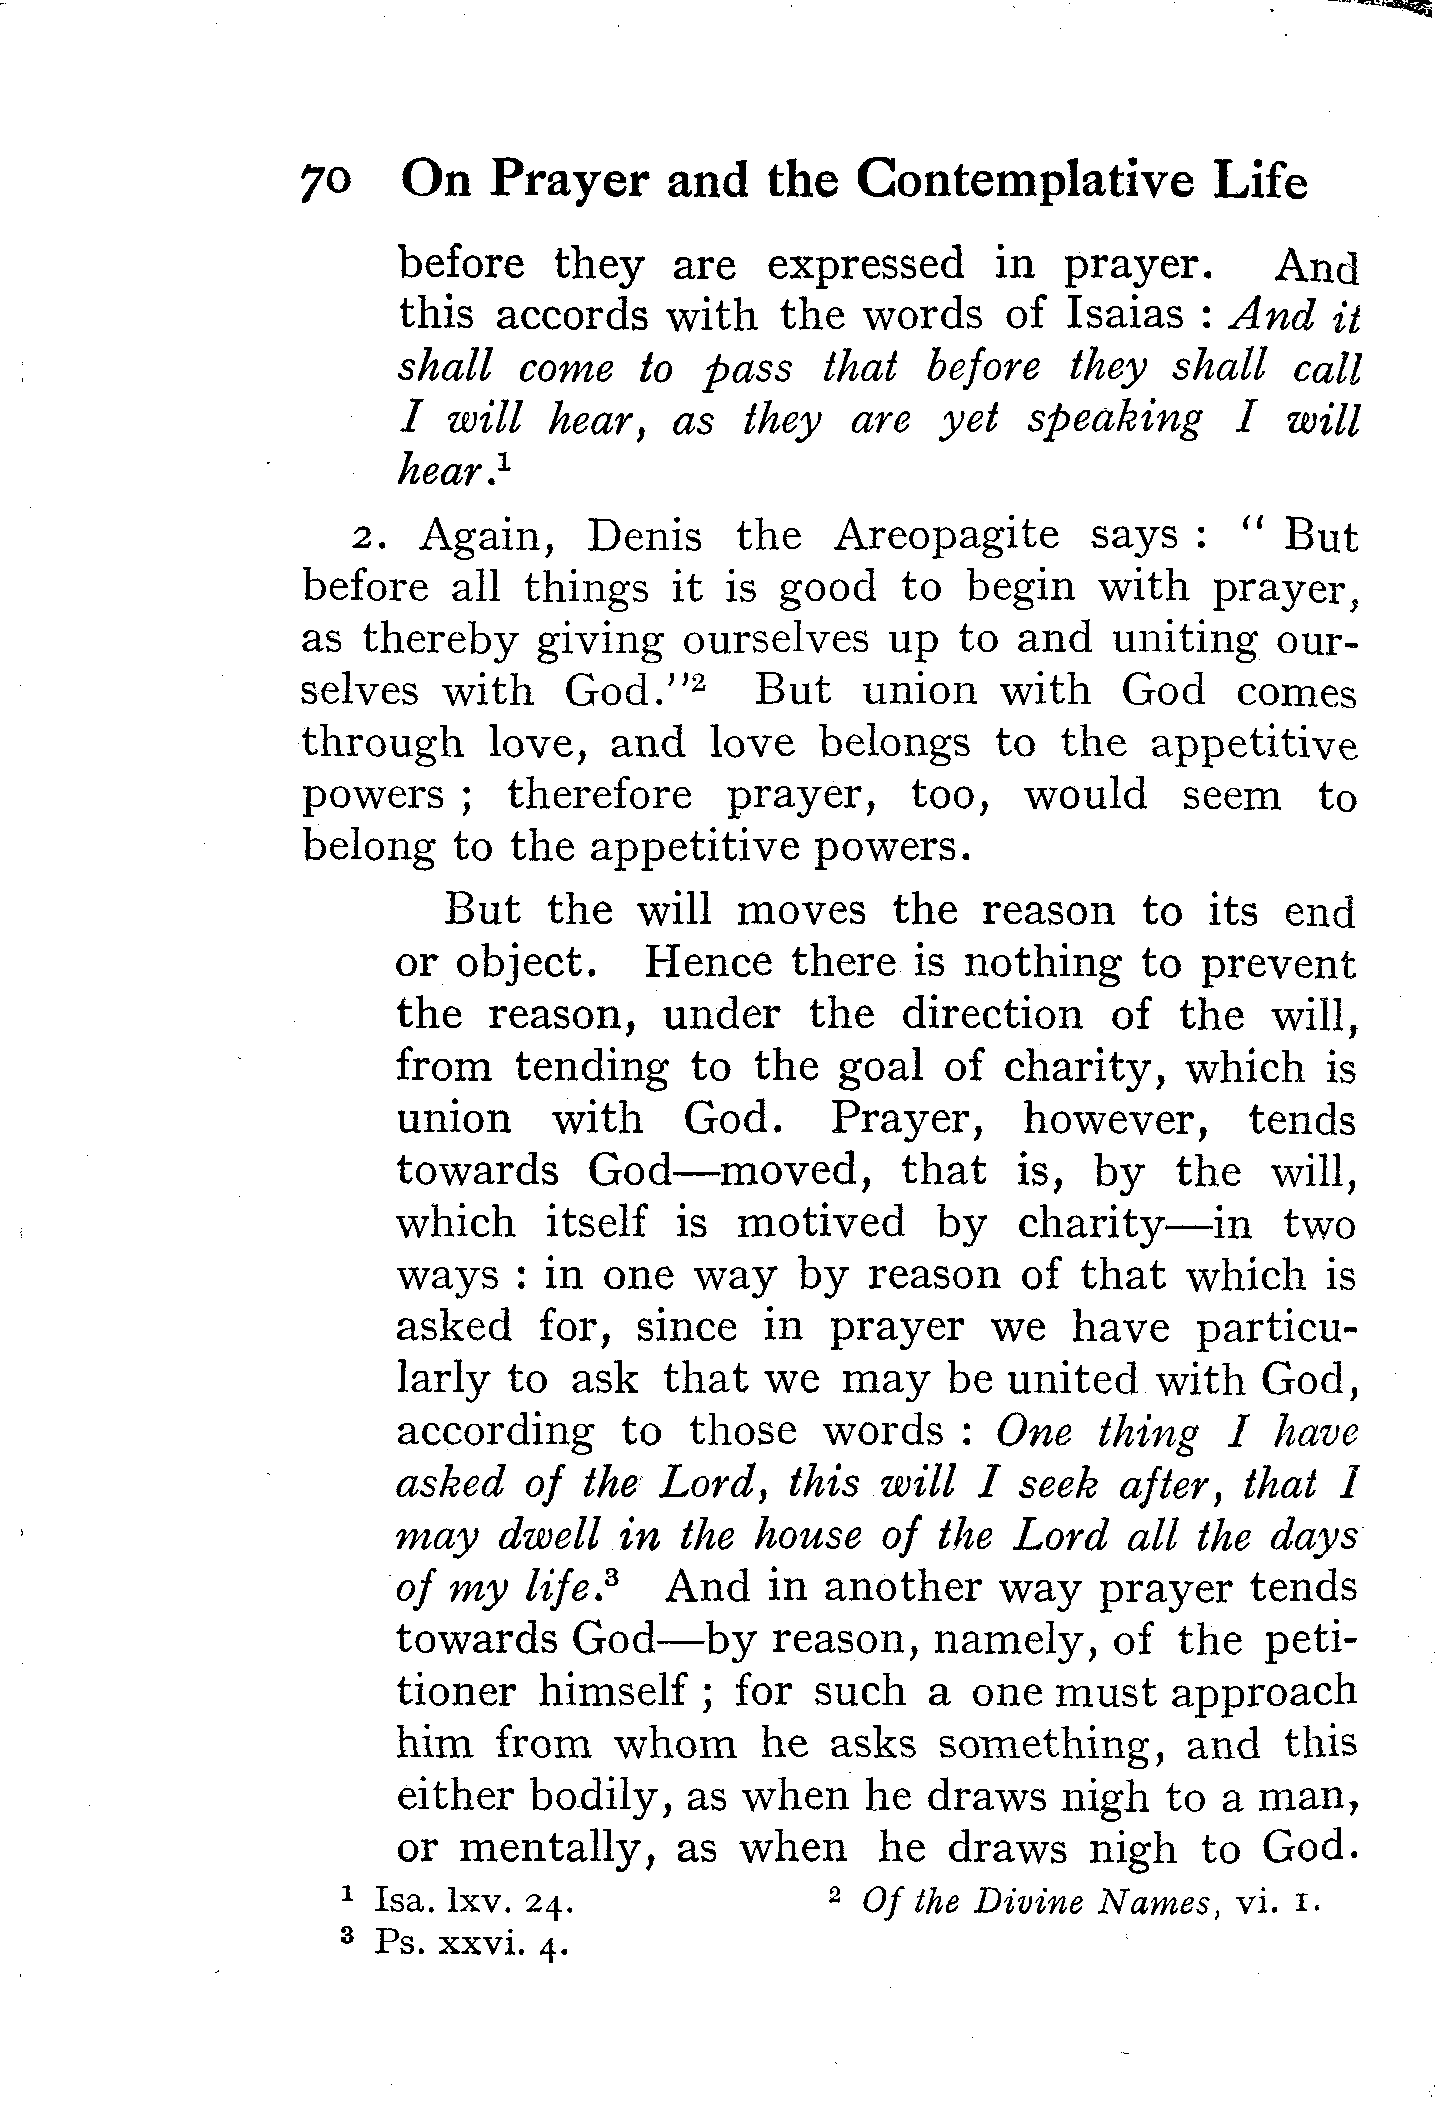 70 On Prayer and the Contemplative Life
before they are expressed in prayer. And
this accords with the words of Isaias : And it
shall come to pass that before they shall call
I will hear, as they are yet speaking I will
hear.¹
2. Again, Denis the Areopagite says : " But
before all things it is good to begin with prayer,
as thereby giving ourselves up to and uniting our-
selves with God."² But union with God comes
through love, and love belongs to the appetitive
powers ; therefore prayer, too, would seem to
belong to the appetitive powers.
But the will moves the reason to its end
or object. Hence there is nothing to prevent
the reason, under the direction of the will,
from tending to the goal of charity, which is
union with God. Prayer, however, tends
towards God—moved, that is, by the will,
which itself is motived by charity—in two
ways : in one way by reason of that which is
asked for, since in prayer we have particu-
larly to ask that we may be united with God,
according to those words : One thing I have
asked of the Lord, this will I seek after, that I
may dwell in the house of the Lord all the days
of my life.³ And in another way prayer tends
towards God—by reason, namely, of the peti-
tioner himself ; for such a one must approach
him from whom he asks something, and this
either bodily, as when he draws nigh to a man,
or mentally, as when he draws nigh to God.
¹ Isa. lxv. 24. ² Of the Divine Names, vi. 1.
³ Ps. xxvi. 4.